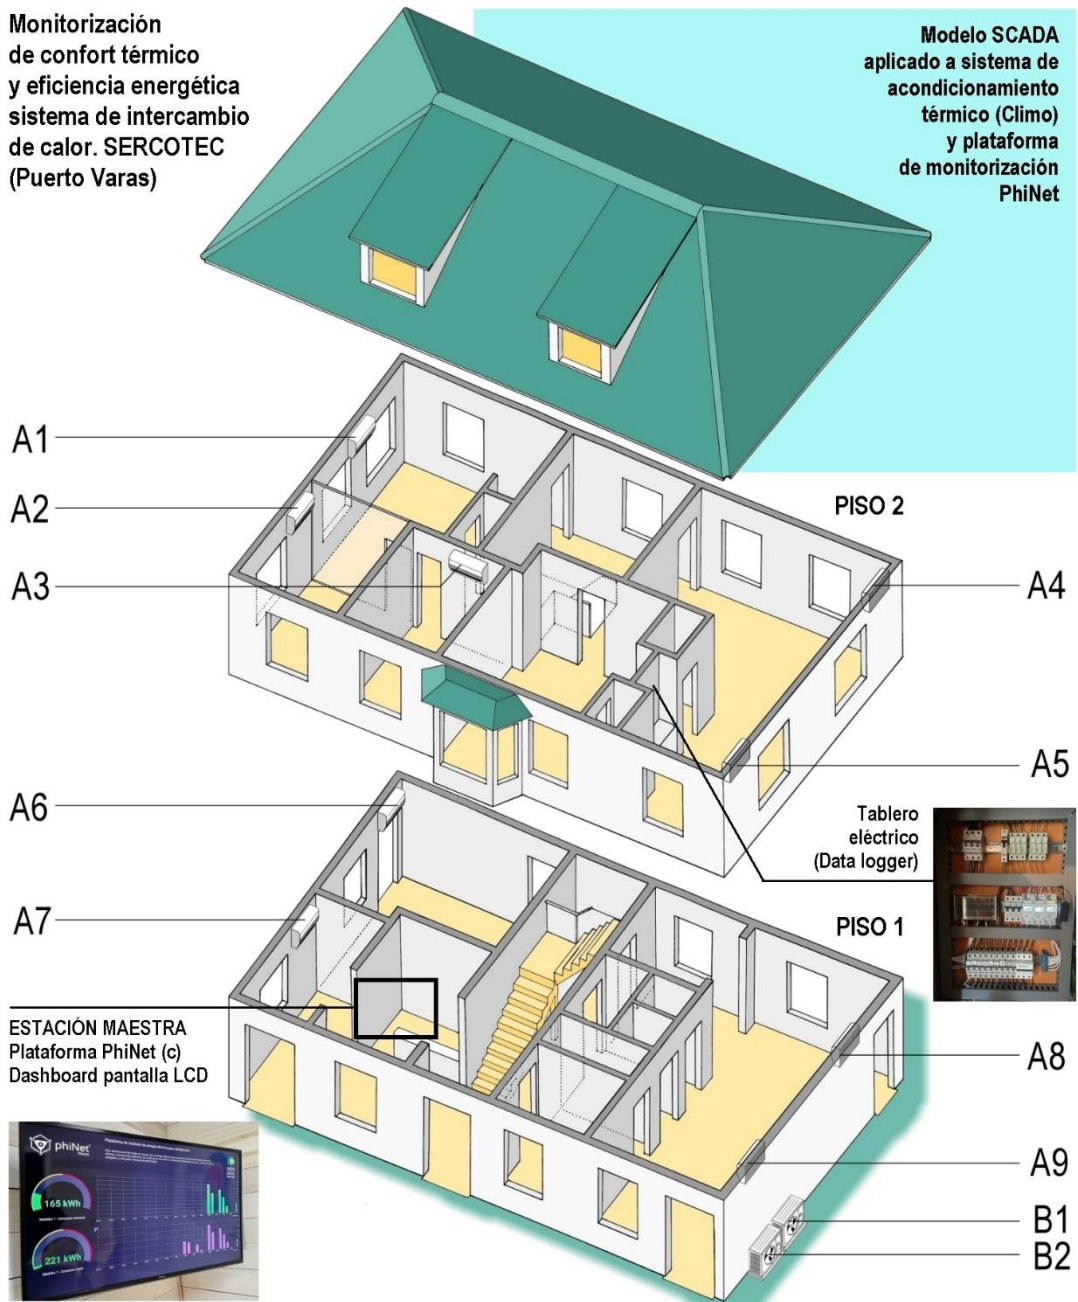 Monitorización
de confort térmico
y eficiencia energética
sistema de intercambio
de calor. SERCOTEC
(Puerto Varas)
Modelo SCADA
aplicado a sistema de
acondicionamiento
térmico (Climo)
y plataforma
de monitorización
PhiNet
A1
A2
A3
PISO 2
A4
A5
A6
Tablero
eléctrico
(Data logger)
A7
PISO 1
ESTACIÓN MAESTRA
Plataforma PhiNet (c)
Dashboard pantalla LCD
A8
A9
B1
B2
phiNet
165 kWh
221 kWh